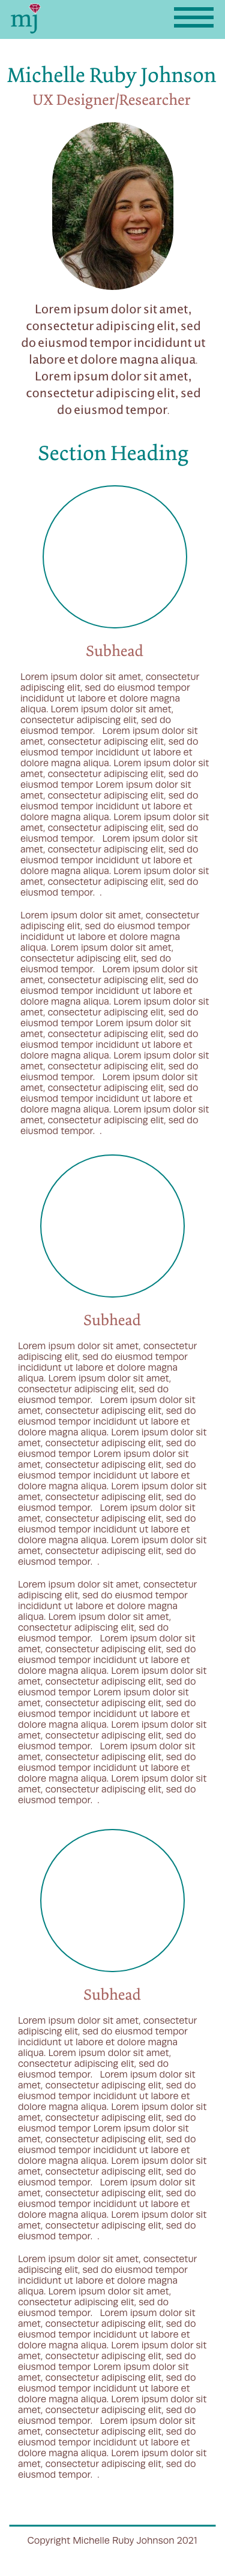 mj
Michelle Ruby Johnson
UX Designer/Researcher
Lorem ipsum dolor sit amet,
consectetur adipiscing elit, sed
do eiusmod tempor incididunt ut
labore et dolore magna aliqua.
Lorem ipsum dolor sit amet,
consectetur adipiscing elit, sed
do eiusmod tempor.
Section Heading
Subhead
Lorem ipsum dolor sit amet, consectetur
adipiscing elit, sed do eiusmod tempor
incididunt ut labore et dolore magna
aliqua. Lorem ipsum dolor sit amet,
consectetur adipiscing elit, sed do
eiusmod tempor.   Lorem ipsum dolor sit
amet, consectetur adipiscing elit, sed do
eiusmod tempor incididunt ut labore et
dolore magna aliqua. Lorem ipsum dolor sit
amet, consectetur adipiscing elit, sed do
eiusmod tempor Lorem ipsum dolor sit
amet, consectetur adipiscing elit, sed do
eiusmod tempor incididunt ut labore et
dolore magna aliqua. Lorem ipsum dolor sit
amet, consectetur adipiscing elit, sed do
eiusmod tempor.   Lorem ipsum dolor sit
amet, consectetur adipiscing elit, sed do
eiusmod tempor incididunt ut labore et
dolore magna aliqua. Lorem ipsum dolor sit
amet, consectetur adipiscing elit, sed do
eiusmod tempor.  .
Lorem ipsum dolor sit amet, consectetur
adipiscing elit, sed do eiusmod tempor
incididunt ut labore et dolore magna
aliqua. Lorem ipsum dolor sit amet,
consectetur adipiscing elit, sed do
eiusmod tempor.   Lorem ipsum dolor sit
amet, consectetur adipiscing elit, sed do
eiusmod tempor incididunt ut labore et
dolore magna aliqua. Lorem ipsum dolor sit
amet, consectetur adipiscing elit, sed do
eiusmod tempor Lorem ipsum dolor sit
amet, consectetur adipiscing elit, sed do
eiusmod tempor incididunt ut labore et
dolore magna aliqua. Lorem ipsum dolor sit
amet, consectetur adipiscing elit, sed do
eiusmod tempor.   Lorem ipsum dolor sit
amet, consectetur adipiscing elit, sed do
eiusmod tempor incididunt ut labore et
dolore magna aliqua. Lorem ipsum dolor sit
amet, consectetur adipiscing elit, sed do
eiusmod tempor.  .
Subhead
Lorem ipsum dolor sit amet, consectetur
adipiscing elit, sed do eiusmod tempor
incididunt ut labore et dolore magna
aliqua. Lorem ipsum dolor sit amet,
consectetur adipiscing elit, sed do
eiusmod tempor.   Lorem ipsum dolor sit
amet, consectetur adipiscing elit, sed do
eiusmod tempor incididunt ut labore et
dolore magna aliqua. Lorem ipsum dolor sit
amet, consectetur adipiscing elit, sed do
eiusmod tempor Lorem ipsum dolor sit
amet, consectetur adipiscing elit, sed do
eiusmod tempor incididunt ut labore et
dolore magna aliqua. Lorem ipsum dolor sit
amet, consectetur adipiscing elit, sed do
eiusmod tempor.   Lorem ipsum dolor sit
amet, consectetur adipiscing elit, sed do
eiusmod tempor incididunt ut labore et
dolore magna aliqua. Lorem ipsum dolor sit
amet, consectetur adipiscing elit, sed do
eiusmod tempor.  .
Lorem ipsum dolor sit amet, consectetur
adipiscing elit, sed do eiusmod tempor
incididunt ut labore et dolore magna
aliqua. Lorem ipsum dolor sit amet,
consectetur adipiscing elit, sed do
eiusmod tempor.   Lorem ipsum dolor sit
amet, consectetur adipiscing elit, sed do
eiusmod tempor incididunt ut labore et
dolore magna aliqua. Lorem ipsum dolor sit
amet, consectetur adipiscing elit, sed do
eiusmod tempor Lorem ipsum dolor sit
amet, consectetur adipiscing elit, sed do
eiusmod tempor incididunt ut labore et
dolore magna aliqua. Lorem ipsum dolor sit
amet, consectetur adipiscing elit, sed do
eiusmod tempor.   Lorem ipsum dolor sit
amet, consectetur adipiscing elit, sed do
eiusmod tempor incididunt ut labore et
dolore magna aliqua. Lorem ipsum dolor sit
amet, consectetur adipiscing elit, sed do
eiusmod tempor.  .
Subhead
Lorem ipsum dolor sit amet, consectetur
adipiscing elit, sed do eiusmod tempor
incididunt ut labore et dolore magna
aliqua. Lorem ipsum dolor sit amet,
consectetur adipiscing elit, sed do
eiusmod tempor.   Lorem ipsum dolor sit
amet, consectetur adipiscing elit, sed do
eiusmod tempor incididunt ut labore et
dolore magna aliqua. Lorem ipsum dolor sit
amet, consectetur adipiscing elit, sed do
eiusmod tempor Lorem ipsum dolor sit
amet, consectetur adipiscing elit, sed do
eiusmod tempor incididunt ut labore et
dolore magna aliqua. Lorem ipsum dolor sit
amet, consectetur adipiscing elit, sed do
eiusmod tempor.   Lorem ipsum dolor sit
amet, consectetur adipiscing elit, sed do
eiusmod tempor incididunt ut labore et
dolore magna aliqua. Lorem ipsum dolor sit
amet, consectetur adipiscing elit, sed do
eiusmod tempor.  .
Lorem ipsum dolor sit amet, consectetur
adipiscing elit, sed do eiusmod tempor
incididunt ut labore et dolore magna
aliqua. Lorem ipsum dolor sit amet,
consectetur adipiscing elit, sed do
eiusmod tempor.   Lorem ipsum dolor sit
amet, consectetur adipiscing elit, sed do
eiusmod tempor incididunt ut labore et
dolore magna aliqua. Lorem ipsum dolor sit
amet, consectetur adipiscing elit, sed do
eiusmod tempor Lorem ipsum dolor sit
amet, consectetur adipiscing elit, sed do
eiusmod tempor incididunt ut labore et
dolore magna aliqua. Lorem ipsum dolor sit
amet, consectetur adipiscing elit, sed do
eiusmod tempor.   Lorem ipsum dolor sit
amet, consectetur adipiscing elit, sed do
eiusmod tempor incididunt ut labore et
dolore magna aliqua. Lorem ipsum dolor sit
amet, consectetur adipiscing elit, sed do
eiusmod tempor.  .
Copyright Michelle Ruby Johnson 2021